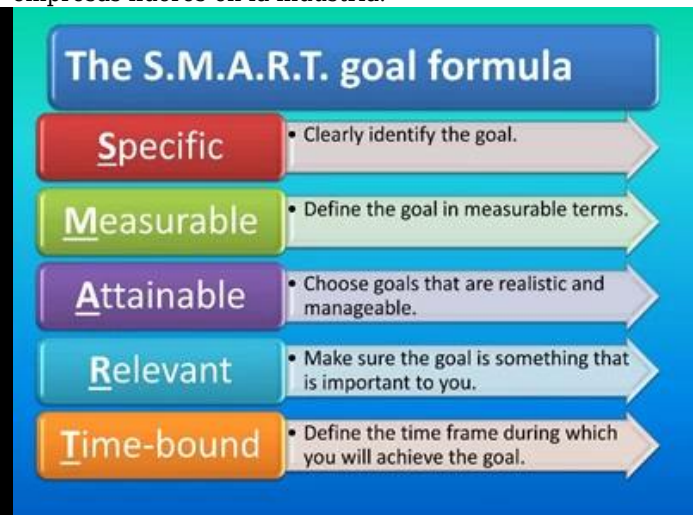 The S.M.A.R.T. goal formula
Specific
• Clearly identify the goal.
Measurable
• Define the goal in measurable terms.
Attainable
• Choose goals that are realistic and
manageable.
Relevant
• Make sure the goal is something that
is important to you.
Time-bound
• Define the time frame during which
you will achieve the goal.